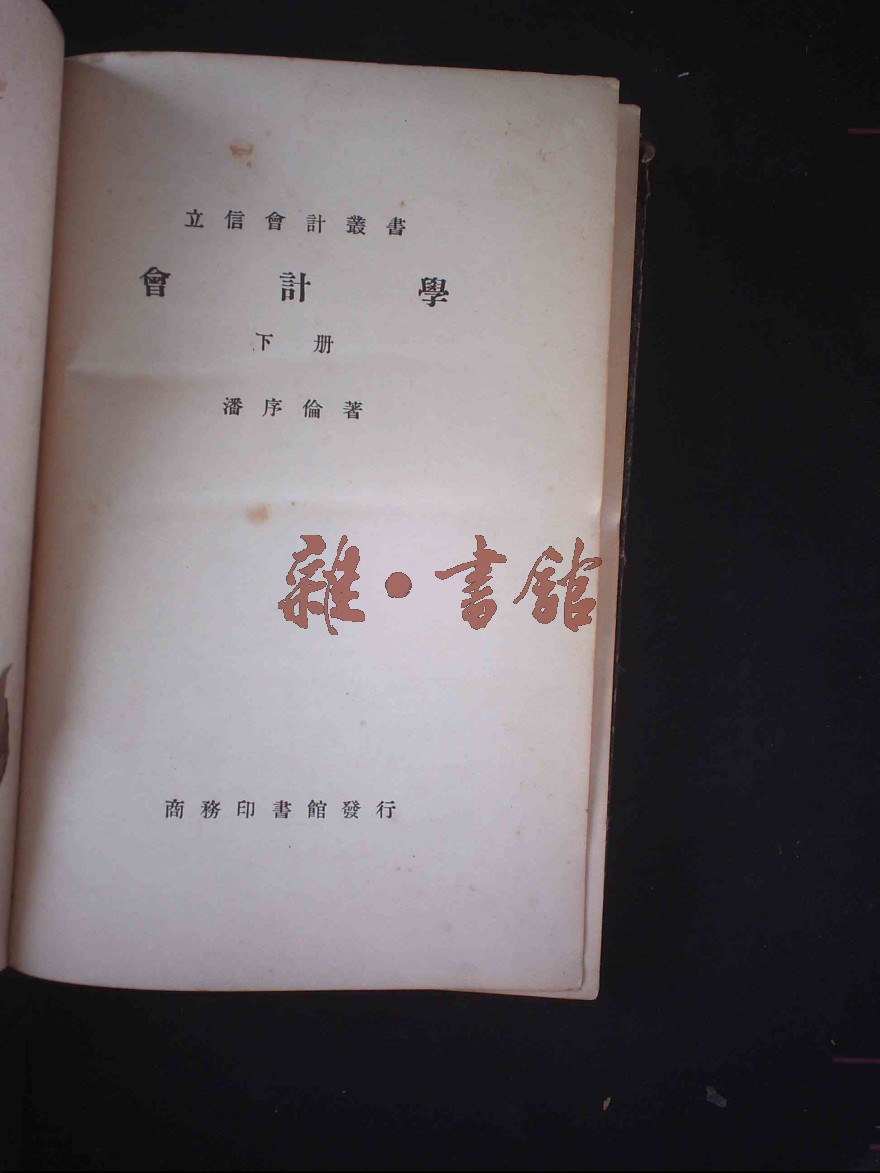 立信會計叢書
會計學
下册
潘序倫著
雜·書館
商務印書館發行